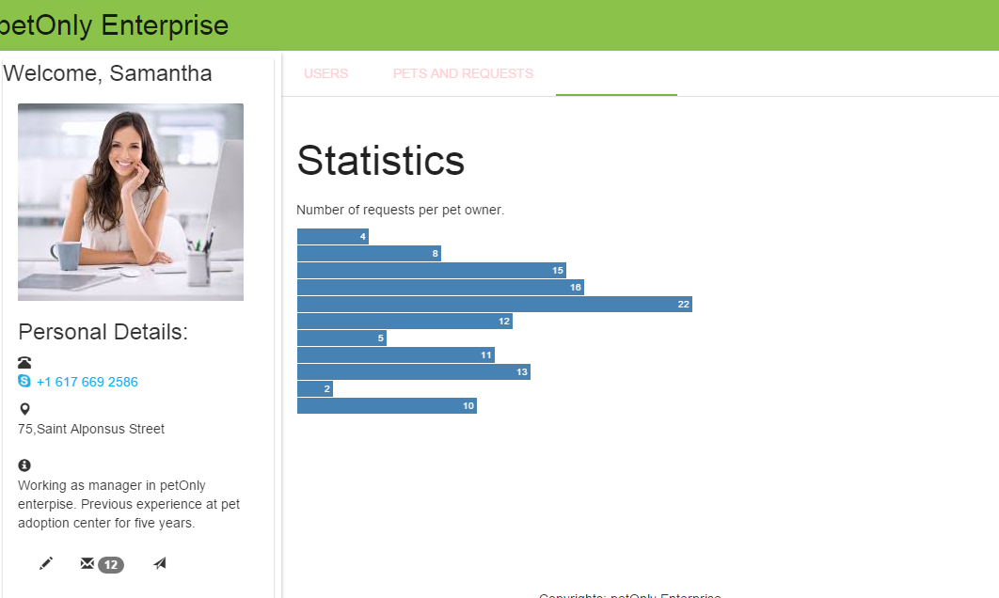 petOnly Enterprise
Welcome, Samantha
Personal Details:
+1 617 669 2586
75,Saint Alponsus Street
Working as manager in petOnly
enterpise. Previous experience at pet
adoption center for five years.
12
USERS PETS AND REQUESTS
Statistics
Number of requests per pet owner.
4
8
15
16
22
12
5
11
13
2
10
Copyrights: petOnly Enterprise